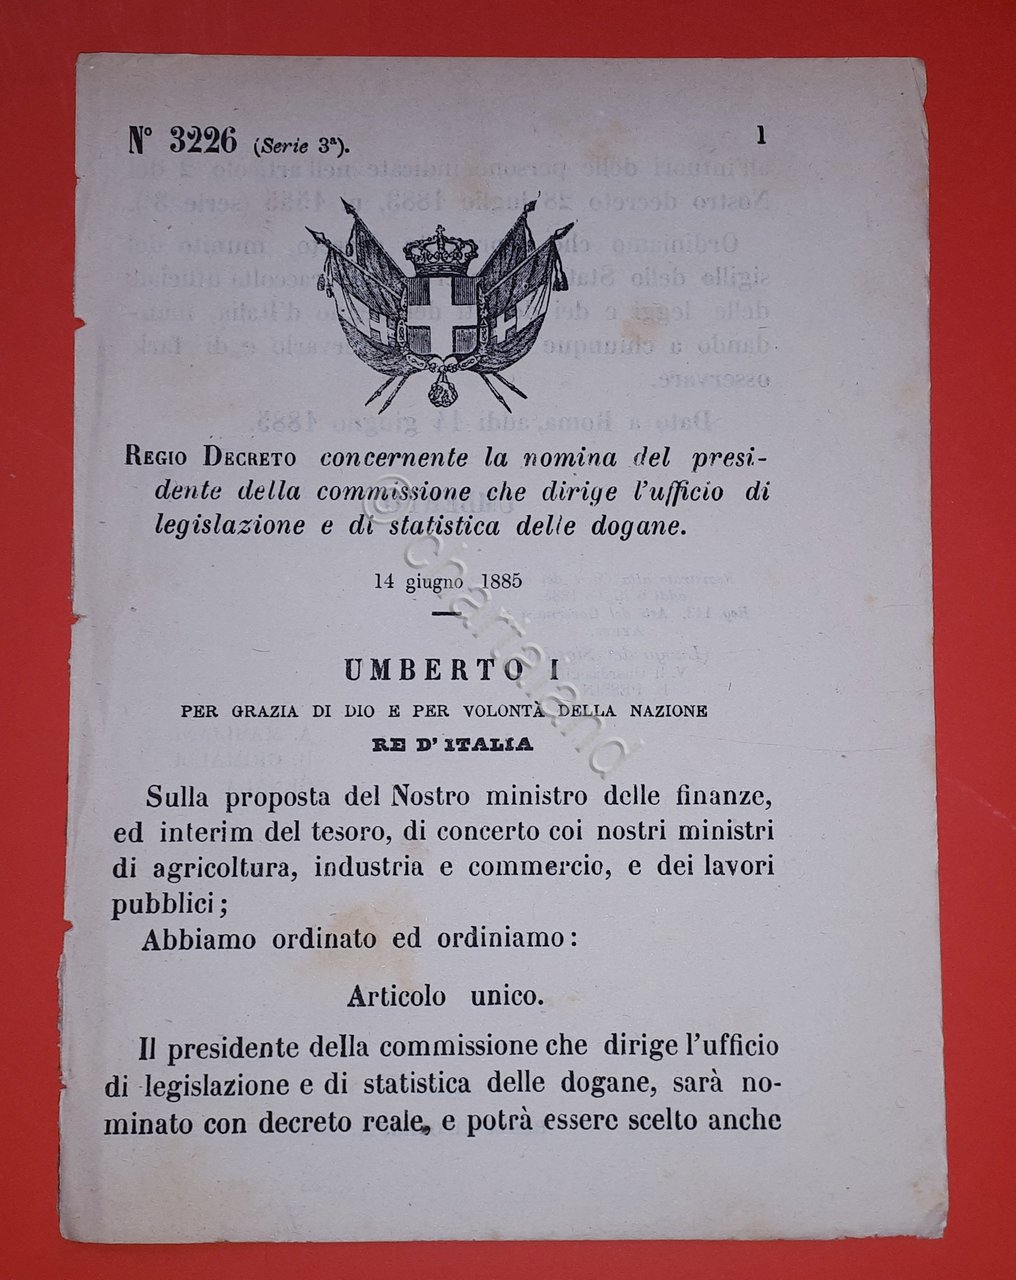 N° 3226 (Serie 3ª). 1
REGIO DECRETO concernente la nomina del presi-
dente della commissione che dirige l'ufficio di
legislazione e di statistica delle dogane.
14 giugno 1885
UMBERTO I
PER GRAZIA DI DIO E PER VOLONTÀ DELLA NAZIONE
RE D'ITALIA
Sulla proposta del Nostro ministro delle finanze,
ed interim del tesoro, di concerto coi nostri ministri
di agricoltura, industria e commercio, e dei lavori
pubblici;
Abbiamo ordinato ed ordiniamo:
Articolo unico.
Il presidente della commissione che dirige l'ufficio
di legislazione e di statistica delle dogane, sarà no-
minato con decreto reale, e potrà essere scelto anche
© chartaland